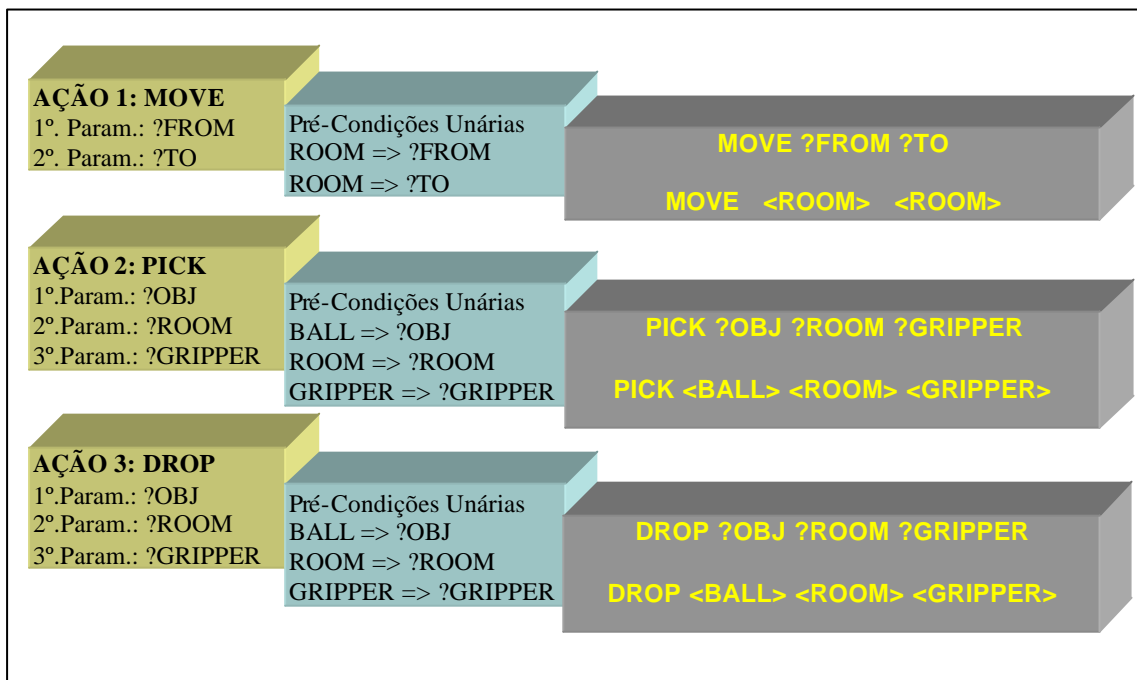 AÇÃO 1: MOVE
1º. Param.: ?FROM
2º. Param.: ?TO
Pré-Condições Unárias
ROOM => ?FROM
ROOM => ?TO
MOVE ?FROM ?TO
MOVE <ROOM> <ROOM>
AÇÃO 2: PICK
1º.Param.: ?OBJ
2º.Param.: ?ROOM
3º.Param.: ?GRIPPER
Pré-Condições Unárias
BALL => ?OBJ
ROOM => ?ROOM
GRIPPER => ?GRIPPER
PICK ?OBJ ?ROOM ?GRIPPER
PICK <BALL> <ROOM> <GRIPPER>
AÇÃO 3: DROP
1º.Param.: ?OBJ
2º.Param.: ?ROOM
3º.Param.: ?GRIPPER
Pré-Condições Unárias
BALL => ?OBJ
ROOM => ?ROOM
GRIPPER => ?GRIPPER
DROP ?OBJ ?ROOM ?GRIPPER
DROP <BALL> <ROOM> <GRIPPER>